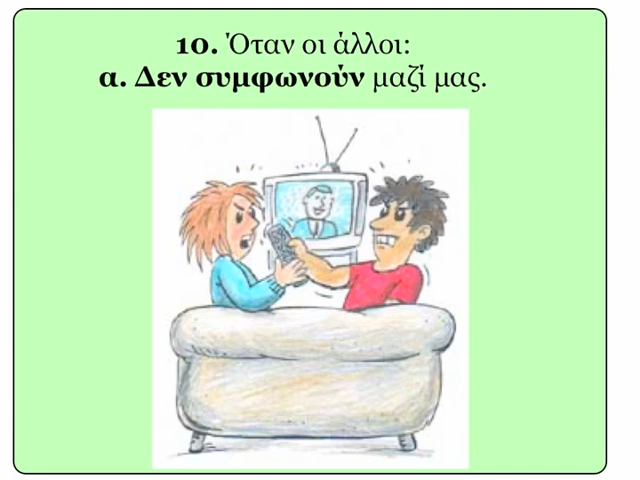 10. Όταν οι άλλοι:
α. Δεν συμφωνούν μαζί μας.